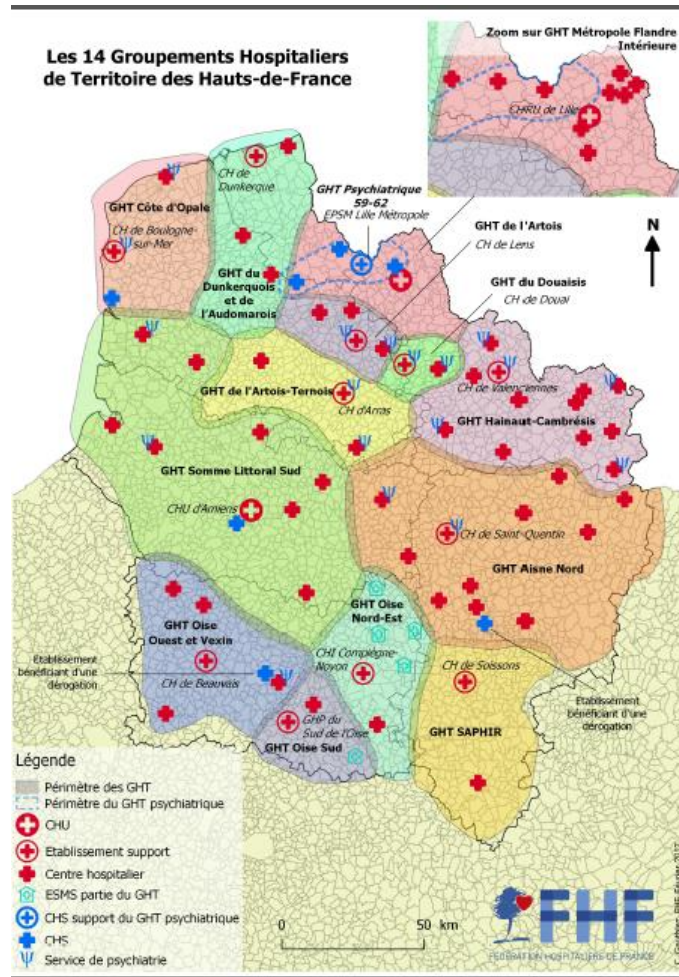 Les 14 Groupements Hospitaliers
de Territoire des Hauts-de-France
Zoom sur GHT Métropole Flandre
Intérieure
CHRU de Lille
CH de
Dunkerque
GHT Psychiatrique
59-62
EPSM Lille Métropole
GHT Côte d'Opale
CH de Boulogne-
sur-Mer
GHT de l'Artois
CH de Lens
N
GHT du
Dunkerquois
et de
l'Audomarois
GHT du Douaisis
CH de Douai
CH de Valenciennes
GHT de l'Artois-Ternois
CH d'Arras
GHT Hainaut-Cambrésis
GHT Somme Littoral Sud
CHU d'Amiens
CH de Saint-Quentin
GHT Aisne Nord
GHT Oise
Nord-Est
GHT Oise
Ouest et Vexin
CHI Compiègne-
Noyon
Etablissement
bénéficiant d'une
dérogation
CH de Beauvais
CH de Soissons
Etablissement
bénéficiant d'une
dérogation
GHP du
Sud de l'Oise
GHT Oise Sud
GHT SAPHIR
Légende
Périmètre des GHT
Périmètre du GHT psychiatrique
CHU
Etablissement support
Centre hospitalier
ESMS partie du GHT
CHS support du GHT psychiatrique
CHS
Service de psychiatrie
0 50 km
FHF
FÉDÉRATION HOSPITALIÈRE DE FRANCE
FHF Février 2017